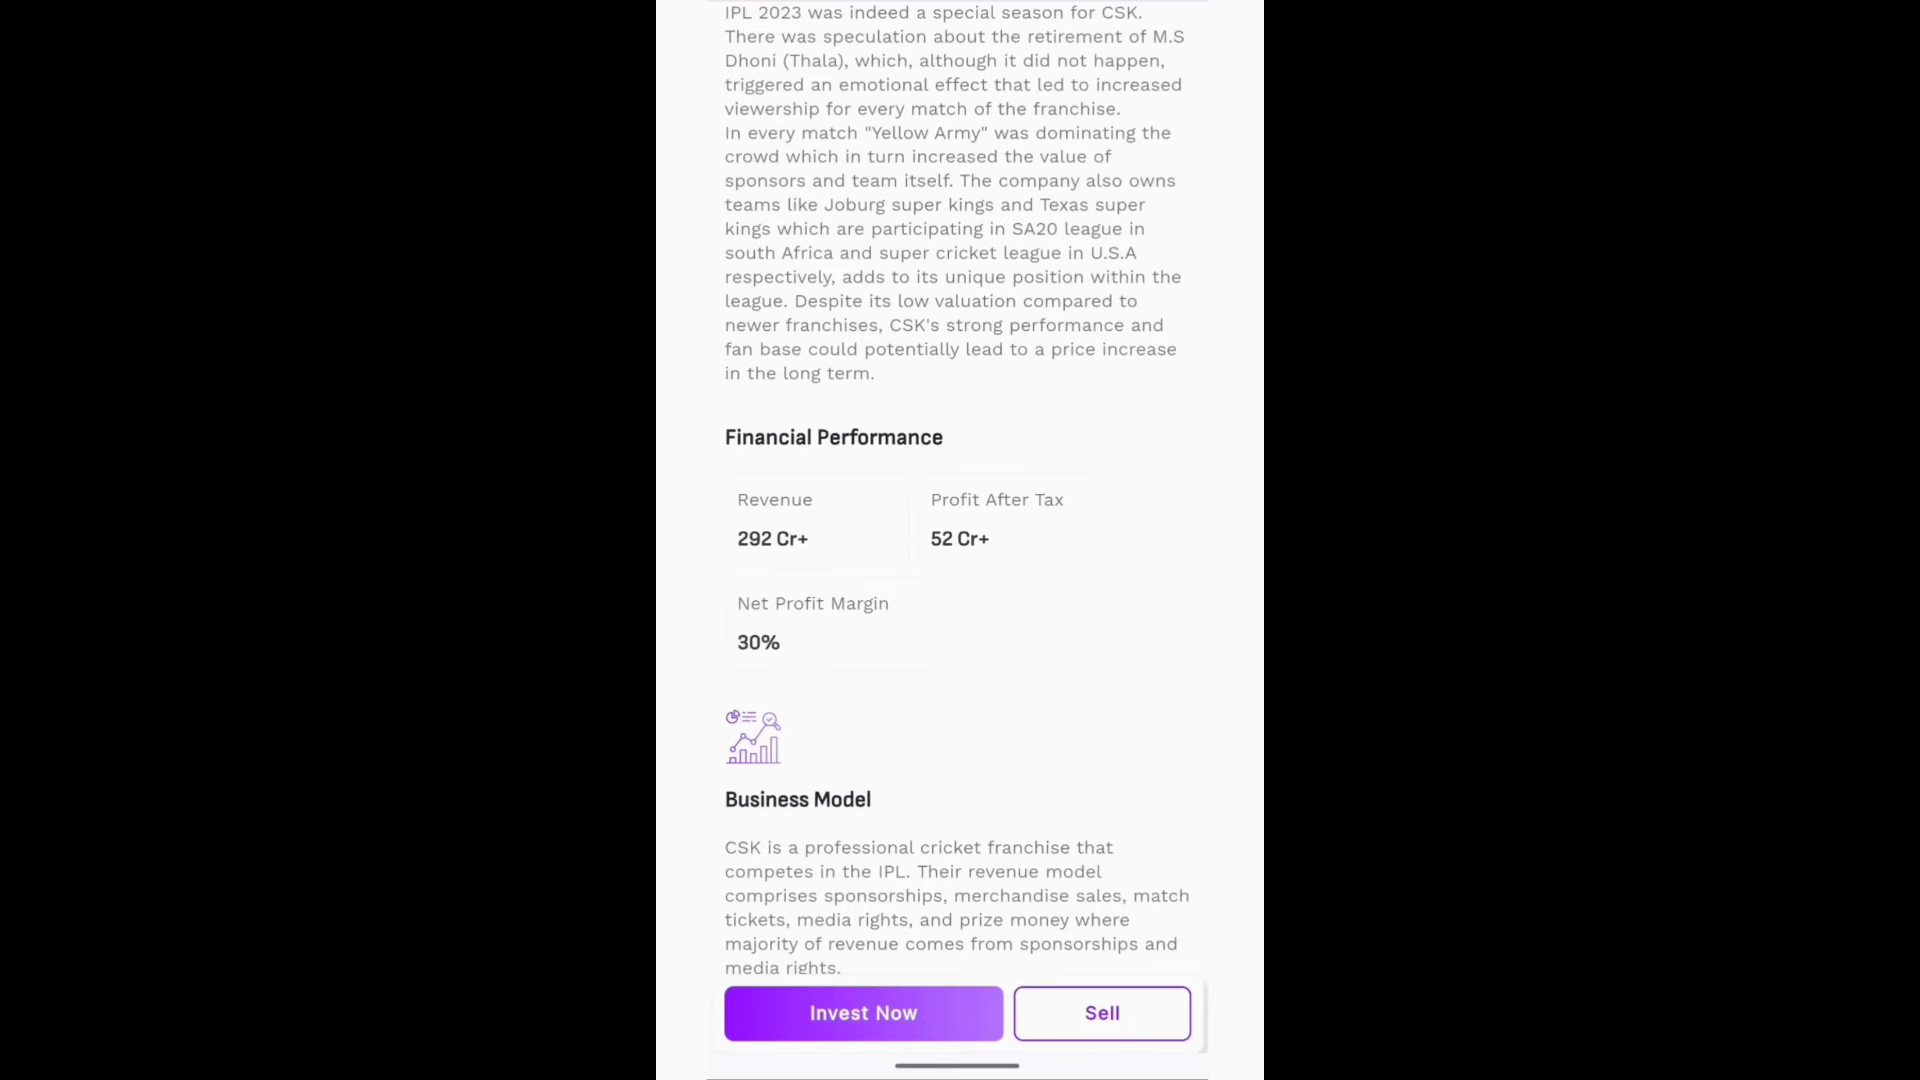 IPL 2023 was indeed a special season for CSK.
There was speculation about the retirement of M.S
Dhoni (Thala), which, although it did not happen,
triggered an emotional effect that led to increased
viewership for every match of the franchise.
In every match "Yellow Army" was dominating the
crowd which in turn increased the value of
sponsors and team itself. The company also owns
teams like Joburg super kings and Texas super
kings which are participating in SA20 league in
south Africa and super cricket league in U.S.A
respectively, adds to its unique position within the
league. Despite its low valuation compared to
newer franchises, CSK's strong performance and
fan base could potentially lead to a price increase
in the long term.
Financial Performance
Revenue
292 Cr+
Profit After Tax
52 Cr+
Net Profit Margin
30%
Business Model
CSK is a professional cricket franchise that
competes in the IPL. Their revenue model
comprises sponsorships, merchandise sales, match
tickets, media rights, and prize money where
majority of revenue comes from sponsorships and
media rights.
Invest Now
Sell